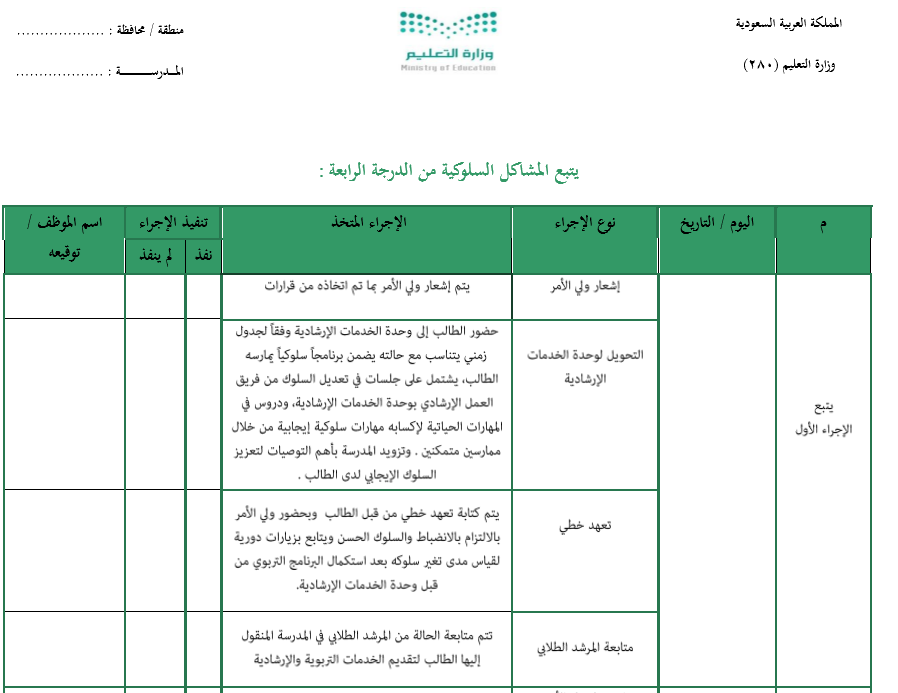 المملكة العربية السعودية
وزارة التعليم (٢٨٠)
وزارة التعليم
Ministry of Education
منطقة / محافظة : ...................
المدرســــــة : ...................
يتبع المشاكل السلوكية من الدرجة الرابعة :
م
اليوم / التاريخ
نوع الإجراء
الإجراء المتخذ
تنفيذ الإجراء
نفذ
لم ينفذ
اسم الموظف /
توقيعه
يتبع
الإجراء الأول
إشعار ولي الأمر
يتم إشعار ولي الأمر بما تم اتخاذه من قرارات
التحويل لوحدة الخدمات
الإرشادية
حضور الطالب إلى وحدة الخدمات الإرشادية وفقاً لجدول
زمني يتناسب مع حالته يضمن برنامجاً سلوكياً يمارسه
الطالب، يشتمل على جلسات في تعديل السلوك من فريق
العمل الإرشادي بوحدة الخدمات الإرشادية، ودروس في
المهارات الحياتية لإكسابه مهارات سلوكية إيجابية من خلال
ممارسين متمكنين . وتزويد المدرسة بأهم التوصيات لتعزيز
السلوك الإيجابي لدى الطالب .
تعهد خطي
يتم كتابة تعهد خطي من قبل الطالب وبحضور ولي الأمر
بالالتزام بالانضباط والسلوك الحسن ويتابع بزيارات دورية
لقياس مدى تغير سلوكه بعد استكمال البرنامج التربوي من
قبل وحدة الخدمات الإرشادية.
متابعة المرشد الطلابي
تتم متابعة الحالة من المرشد الطلابي في المدرسة المنقول
إليها الطالب لتقديم الخدمات التربوية والإرشادية